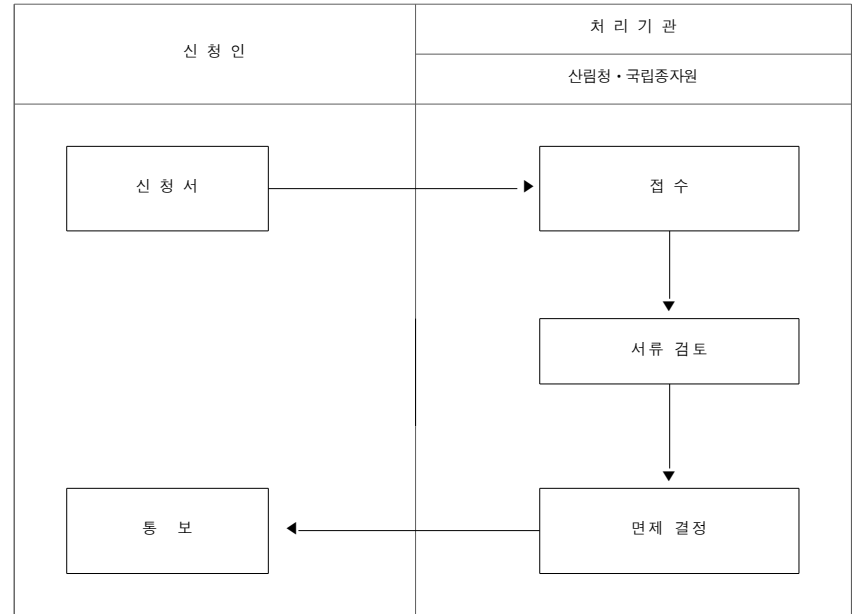 신 청 인
처 리 기 관
산림청·국립종자원
신 청 서
접 수
서류 검토
통 보
면제 결정